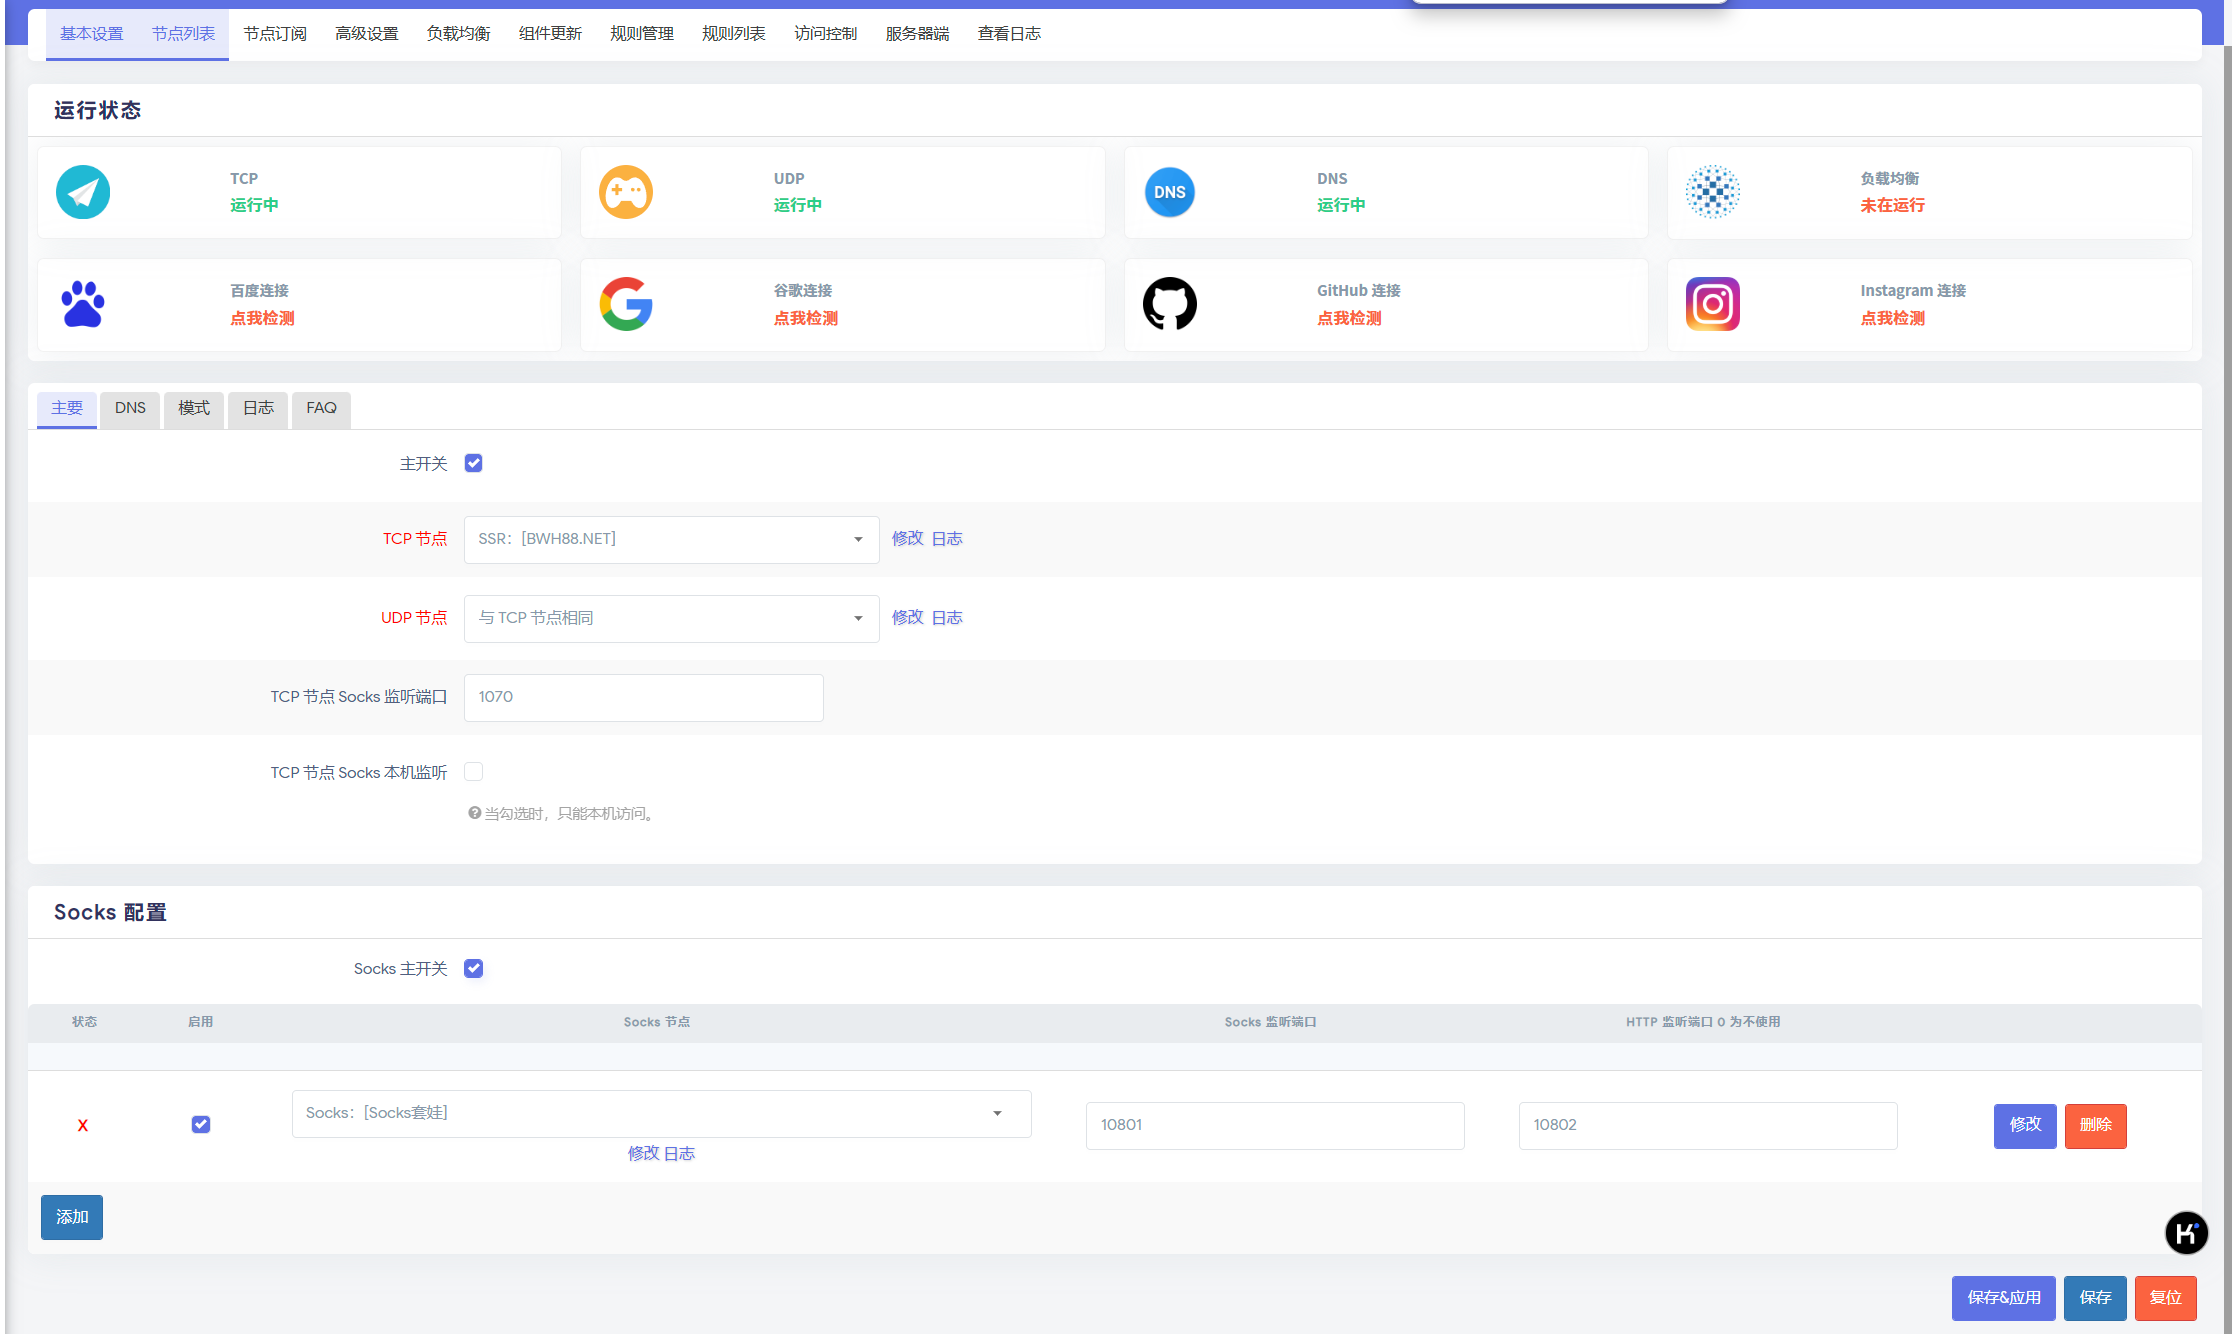 基本设置 节点列表 节点订阅 高级设置 负载均衡 组件更新 规则管理 规则列表 访问控制 服务器端 查看日志
运行状态
TCP
运行中
UDP
运行中
DNS
DNS
运行中
负载均衡
未在运行
百度连接
点我检测
谷歌连接
点我检测
GitHub 连接
点我检测
Instagram 连接
点我检测
主要 DNS 模式 日志 FAQ
主开关
TCP 节点 SSR：[BWH88.NET] 修改 日志
UDP 节点 与 TCP 节点相同 修改 日志
TCP 节点 Socks 监听端口 1070
TCP 节点 Socks 本机监听
当勾选时，只能本机访问。
Socks 配置
Socks 主开关
状态 启用 Socks 节点 Socks 监听端口 HTTP 监听端口 0 为不使用
X Socks：[Socks套娃] 10801 10802 修改 删除
修改 日志
添加
K
保存&应用 保存 复位